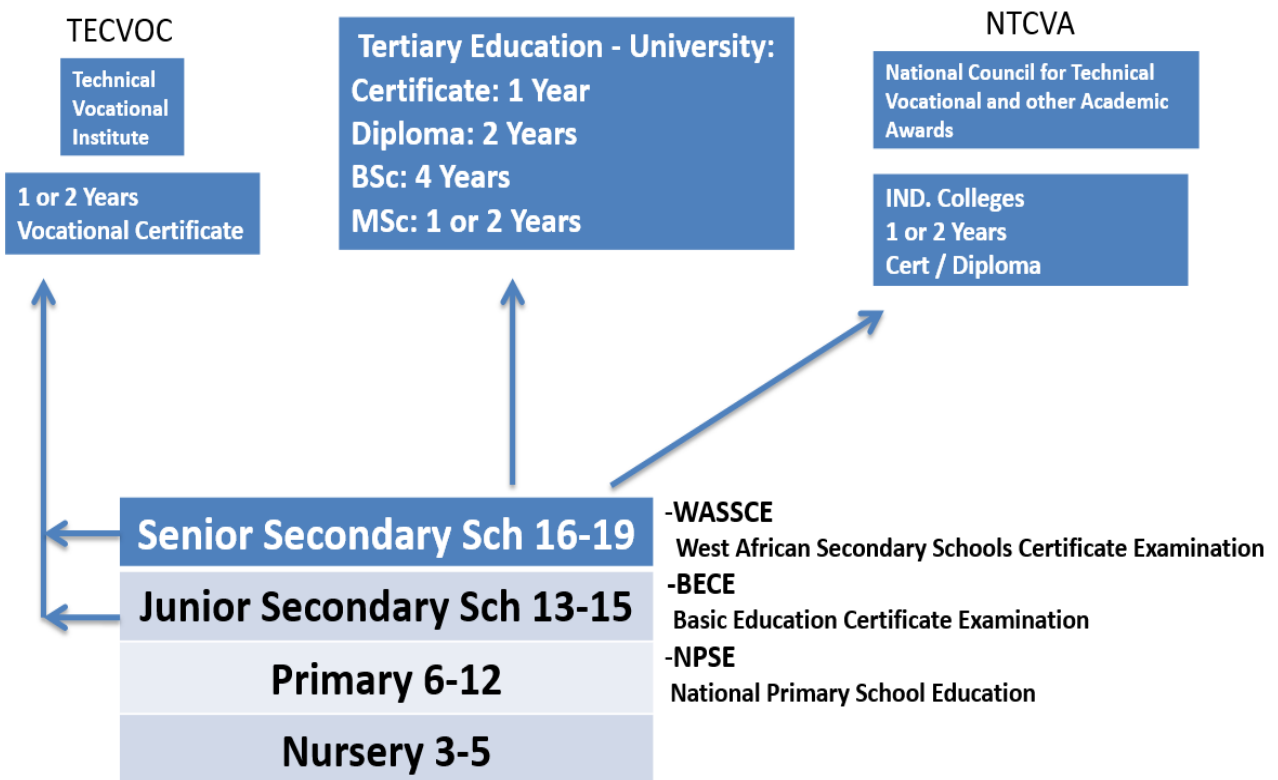 TECVOC
Technical
Vocational
Institute
1 or 2 Years
Vocational Certificate
Tertiary Education - University:
Certificate: 1 Year
Diploma: 2 Years
BSc: 4 Years
MSc: 1 or 2 Years
NTCVA
National Council for Technical
Vocational and other Academic
Awards
IND. Colleges
1 or 2 Years
Cert / Diploma
Senior Secondary Sch 16-19
Junior Secondary Sch 13-15
Primary 6-12
Nursery 3-5
-WASSCE
West African Secondary Schools Certificate Examination
-BECE
Basic Education Certificate Examination
-NPSE
National Primary School Education